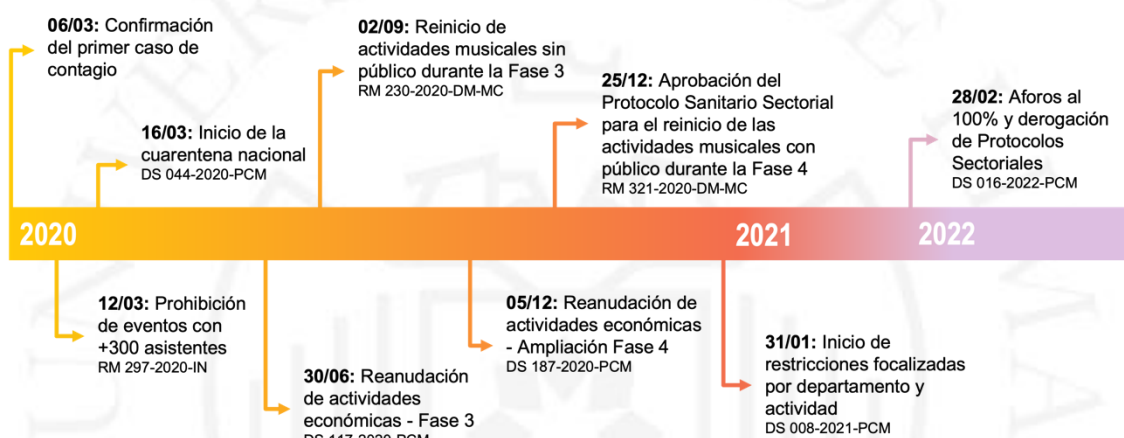 06/03: Confirmación
del primer caso de
contagio
16/03: Inicio de la
cuarentena nacional
DS 044-2020-PCM
02/09: Reinicio de
actividades musicales sin
público durante la Fase 3
RM 230-2020-DM-MC
25/12: Aprobación del
Protocolo Sanitario Sectorial
para el reinicio de las
actividades musicales con
público durante la Fase 4
RM 321-2020-DM-MC
28/02: Aforos al
100% y derogación
de Protocolos
Sectoriales
DS 016-2022-PCM
2020
2021
2022
12/03: Prohibición
de eventos con
+300 asistentes
RM 297-2020-IN
30/06: Reanudación
de actividades
económicas - Fase 3
DS 117-2020-PCM
05/12: Reanudación de
actividades económicas
- Ampliación Fase 4
DS 187-2020-PCM
31/01: Inicio de
restricciones focalizadas
por departamento y
actividad
DS 008-2021-PCM